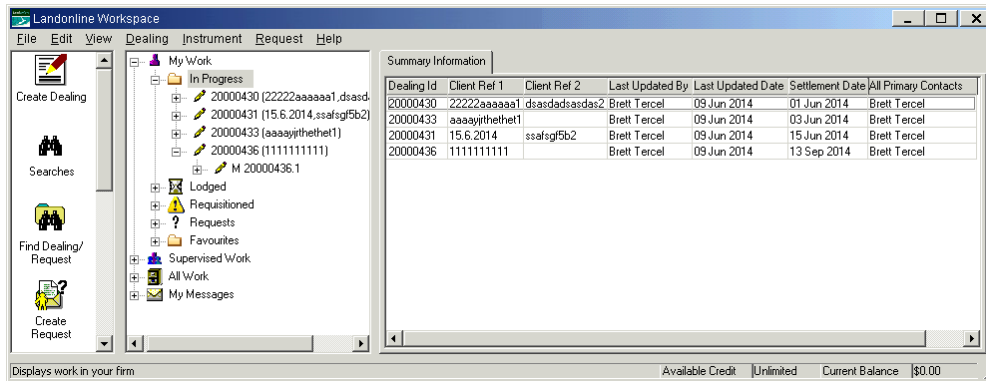 Landonline Workspace
File Edit View Dealing Instrument Request Help
Create Dealing
Searches
Find Dealing/
Request
Create
Request
My Work
In Progress
20000430 (22222aaaaaa1,dsasd
20000431 (15.6.2014,ssafsgf5b2)
20000433 (aaaayjrthethet1)
20000436 (1111111111)
M 20000436.1
Lodged
Requisitioned
Requests
Favourites
Supervised Work
All Work
My Messages
Summary Information
Dealing Id Client Ref 1 Client Ref 2 Last Updated By Last Updated Date Settlement Date All Primary Contacts
20000430 22222aaaaaa1 dsasdadsasdas2 Brett Tercel 09 Jun 2014 01 Jun 2014 Brett Tercel
20000433 aaaayjrthethet1 Brett Tercel 09 Jun 2014 03 Jun 2014 Brett Tercel
20000431 15.6.2014 ssafsgf5b2 Brett Tercel 09 Jun 2014 15 Jun 2014 Brett Tercel
20000436 1111111111 Brett Tercel 09 Jun 2014 13 Sep 2014 Brett Tercel
Displays work in your firm
Available Credit Unlimited Current Balance $0.00